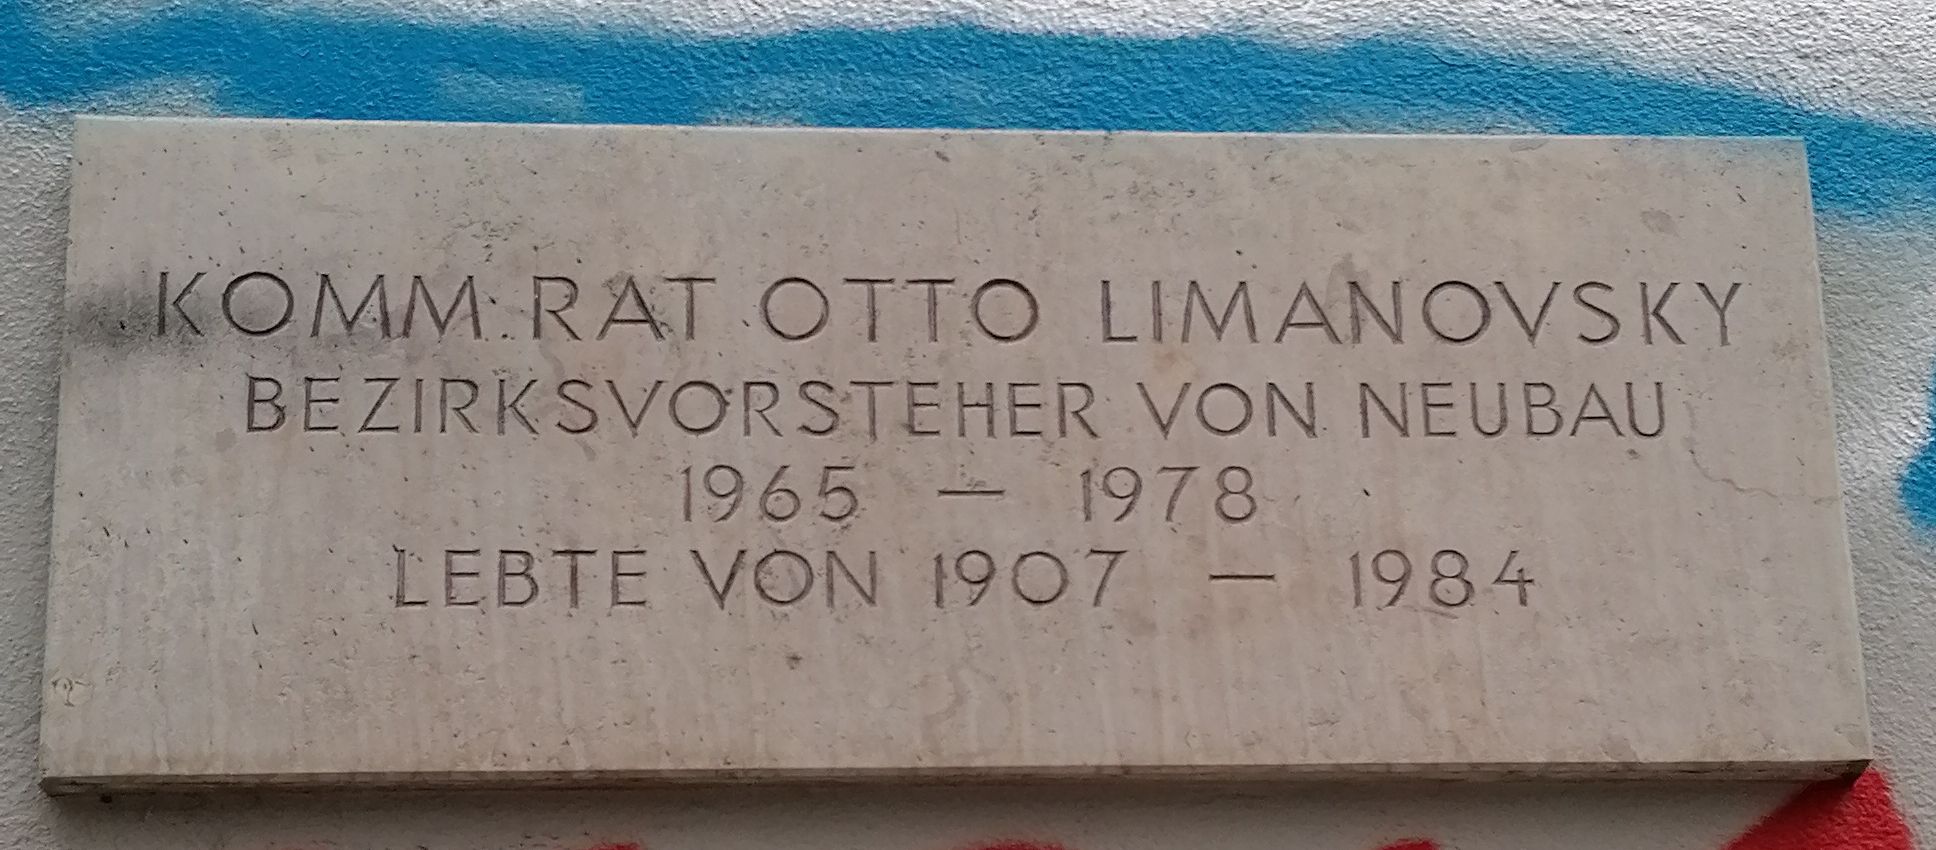 KOMM. RAT OTTO LIMANOVSKY
BEZIRKSVORSTEHER VON NEUBAU
1965 — 1978
LEBTE VON 1907 — 1984